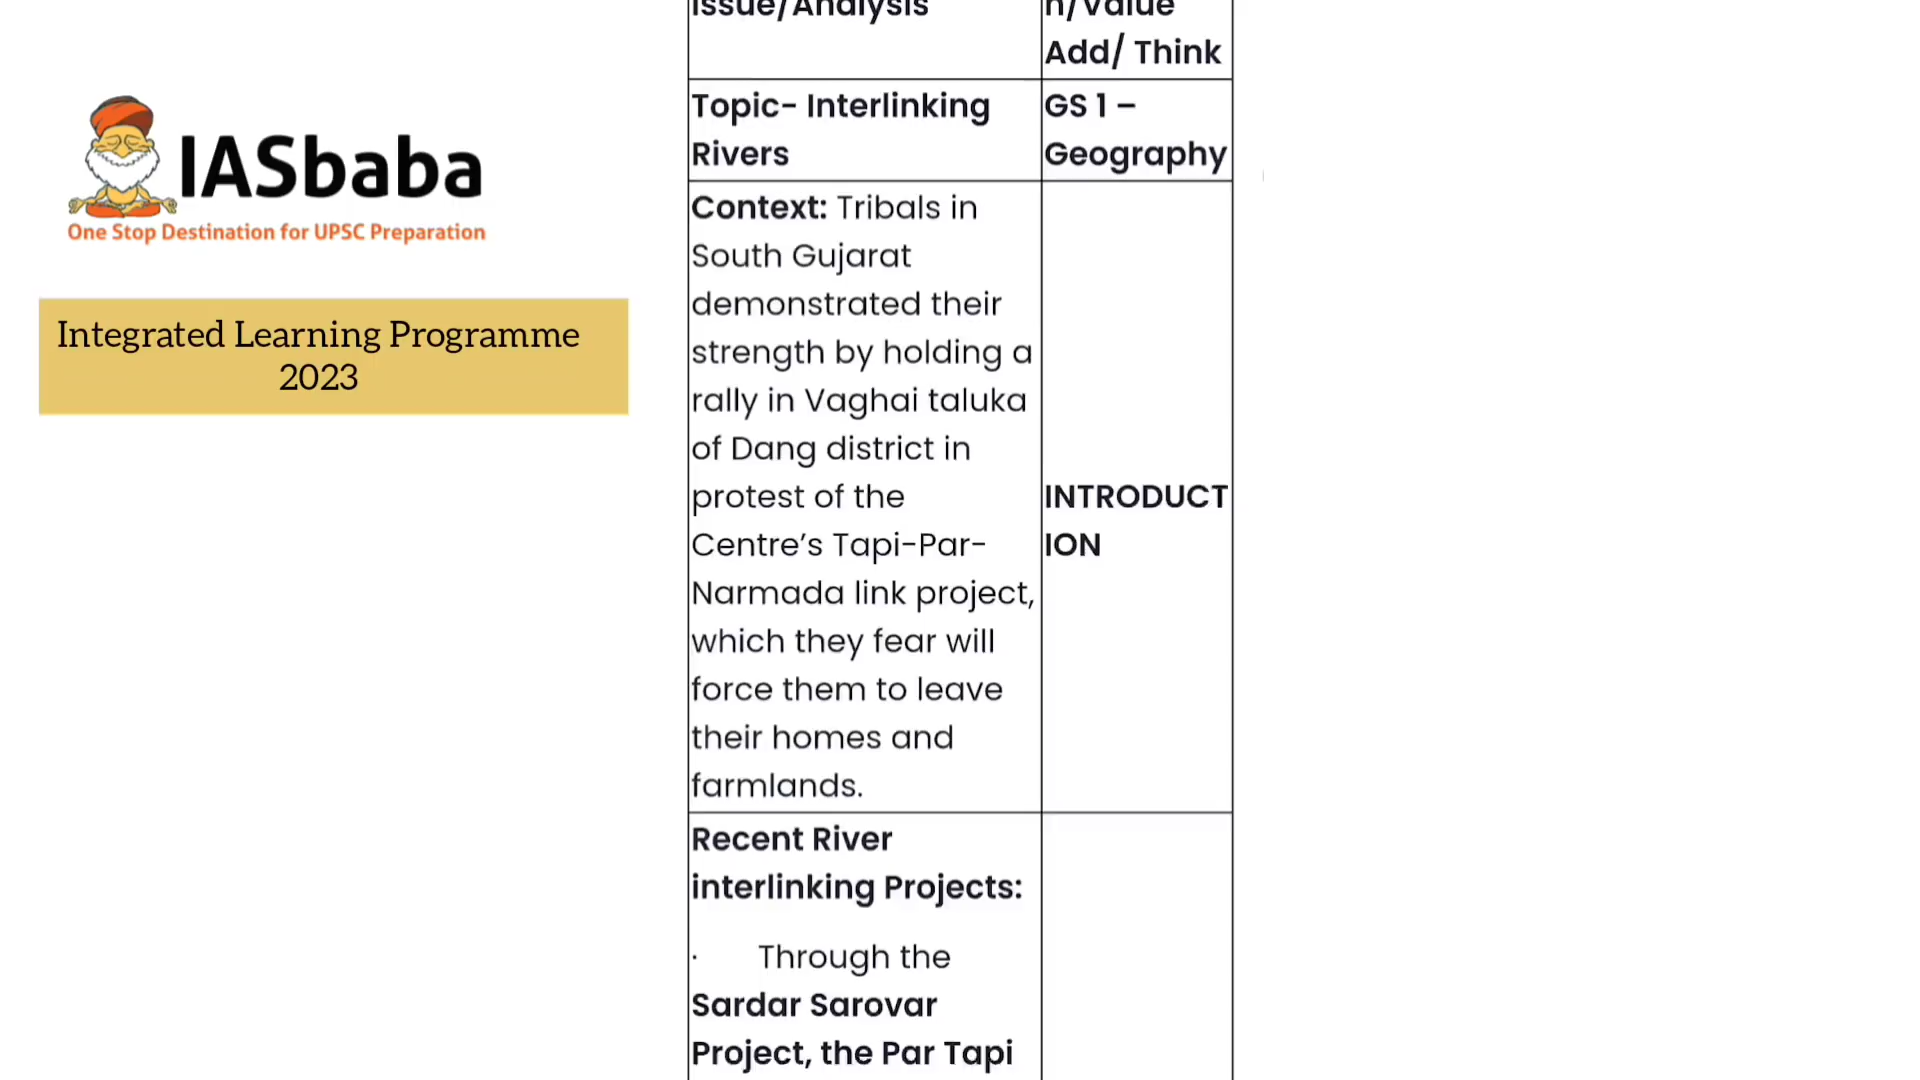 IASbaba
One Stop Destination for UPSC Preparation
Integrated Learning Programme
2023
Issue/Analysis
n/Value
Add/ Think
Topic- Interlinking
Rivers
GS 1 –
Geography
Context: Tribals in
South Gujarat
demonstrated their
strength by holding a
rally in Vaghai taluka
of Dang district in
protest of the
Centre’s Tapi-Par-
Narmada link project,
which they fear will
force them to leave
their homes and
farmlands.
INTRODUCT
ION
Recent River
interlinking Projects:
· Through the
Sardar Sarovar
Project, the Par Tapi